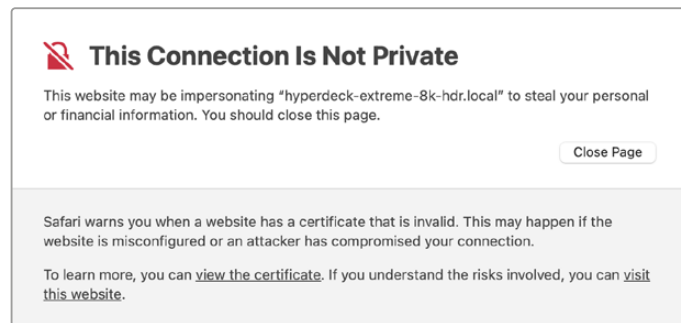 This Connection Is Not Private
This website may be impersonating “hyperdeck-extreme-8k-hdr.local” to steal your personal
or financial information. You should close this page.
Close Page
Safari warns you when a website has a certificate that is invalid. This may happen if the
website is misconfigured or an attacker has compromised your connection.
To learn more, you can view the certificate. If you understand the risks involved, you can visit
this website.